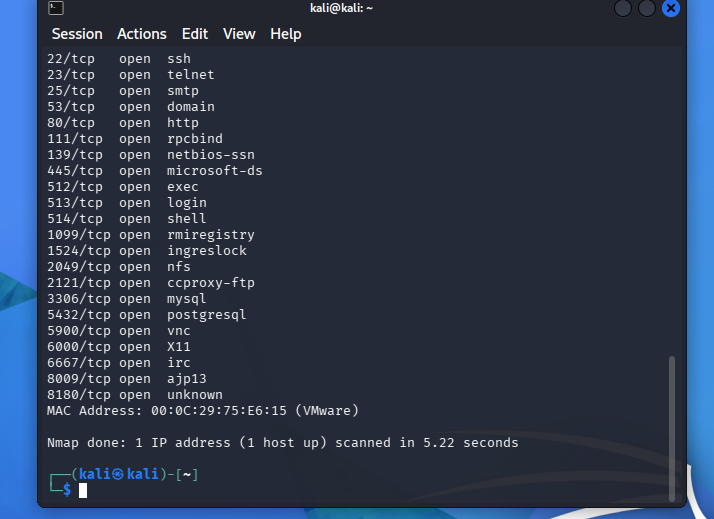 kali@kali: ~
Session Actions Edit View Help
22/tcp   open  ssh
23/tcp   open  telnet
25/tcp   open  smtp
53/tcp   open  domain
80/tcp   open  http
111/tcp  open  rpcbind
139/tcp  open  netbios-ssn
445/tcp  open  microsoft-ds
512/tcp  open  exec
513/tcp  open  login
514/tcp  open  shell
1099/tcp open  rmiregistry
1524/tcp open  ingreslock
2049/tcp open  nfs
2121/tcp open  ccproxy-ftp
3306/tcp open  mysql
5432/tcp open  postgresql
5900/tcp open  vnc
6000/tcp open  X11
6667/tcp open  irc
8009/tcp open  ajp13
8180/tcp open  unknown
MAC Address: 00:0C:29:75:E6:15 (VMware)
Nmap done: 1 IP address (1 host up) scanned in 5.22 seconds
┌──(kali㉿kali)-[~]
└─$